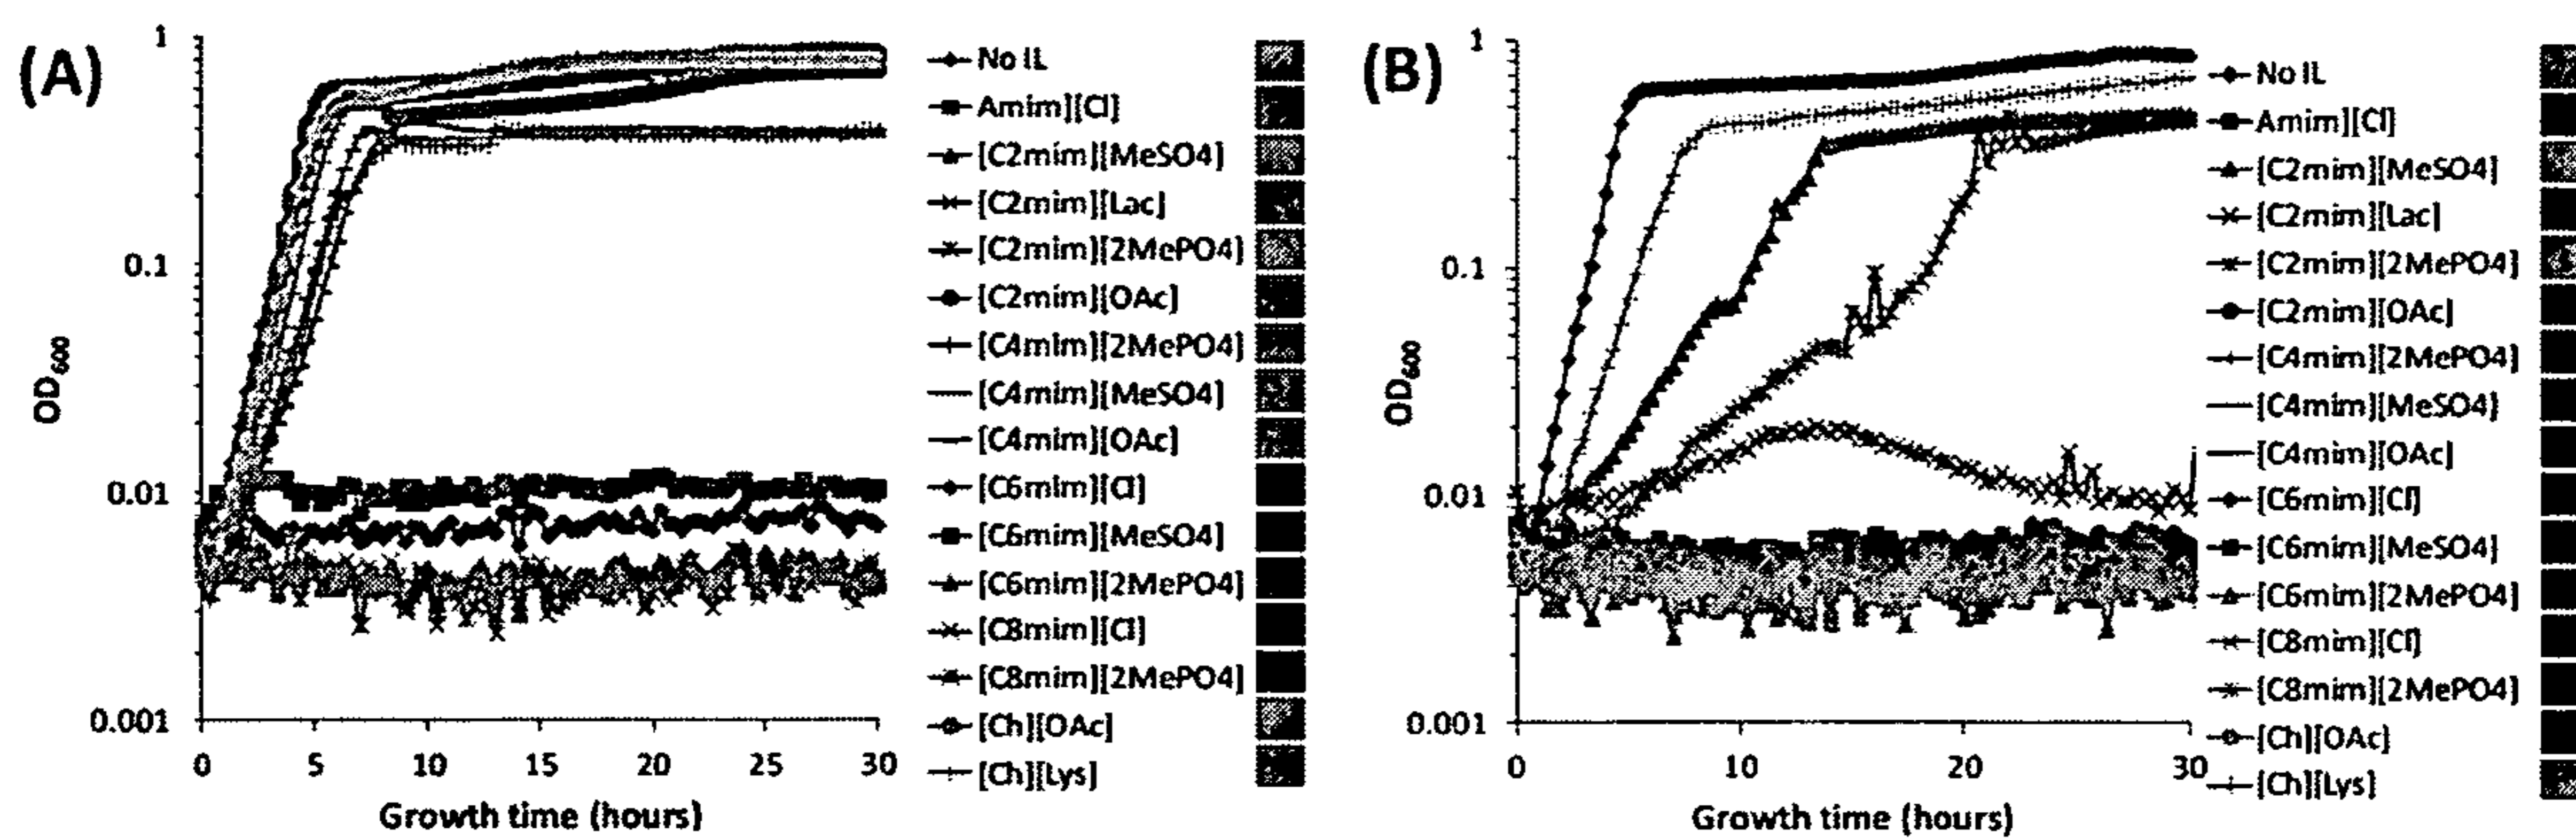 (A)
1
0.1
0.01
0.001
OD600
0 5 10 15 20 25 30
Growth time (hours)
No IL
Amim][Cl]
[C2mim][MeSO4]
[C2mim][Lac]
[C2mim][2MePO4]
[C2mim][OAc]
[C4mim][2MePO4]
[C4mim][MeSO4]
[C4mim][OAc]
[C6mim][Cl]
[C6mim][MeSO4]
[C6mim][2MePO4]
[C8mim][Cl]
[C8mim][2MePO4]
[Ch][OAc]
[Ch][Lys]
(B)
1
0.1
0.01
0.001
OD600
0 10 20 30
Growth time (hours)
No IL
Amim][Cl]
[C2mim][MeSO4]
[C2mim][Lac]
[C2mim][2MePO4]
[C2mim][OAc]
[C4mim][2MePO4]
[C4mim][MeSO4]
[C4mim][OAc]
[C6mim][Cl]
[C6mim][MeSO4]
[C6mim][2MePO4]
[C8mim][Cl]
[C8mim][2MePO4]
[Ch][OAc]
[Ch][Lys]